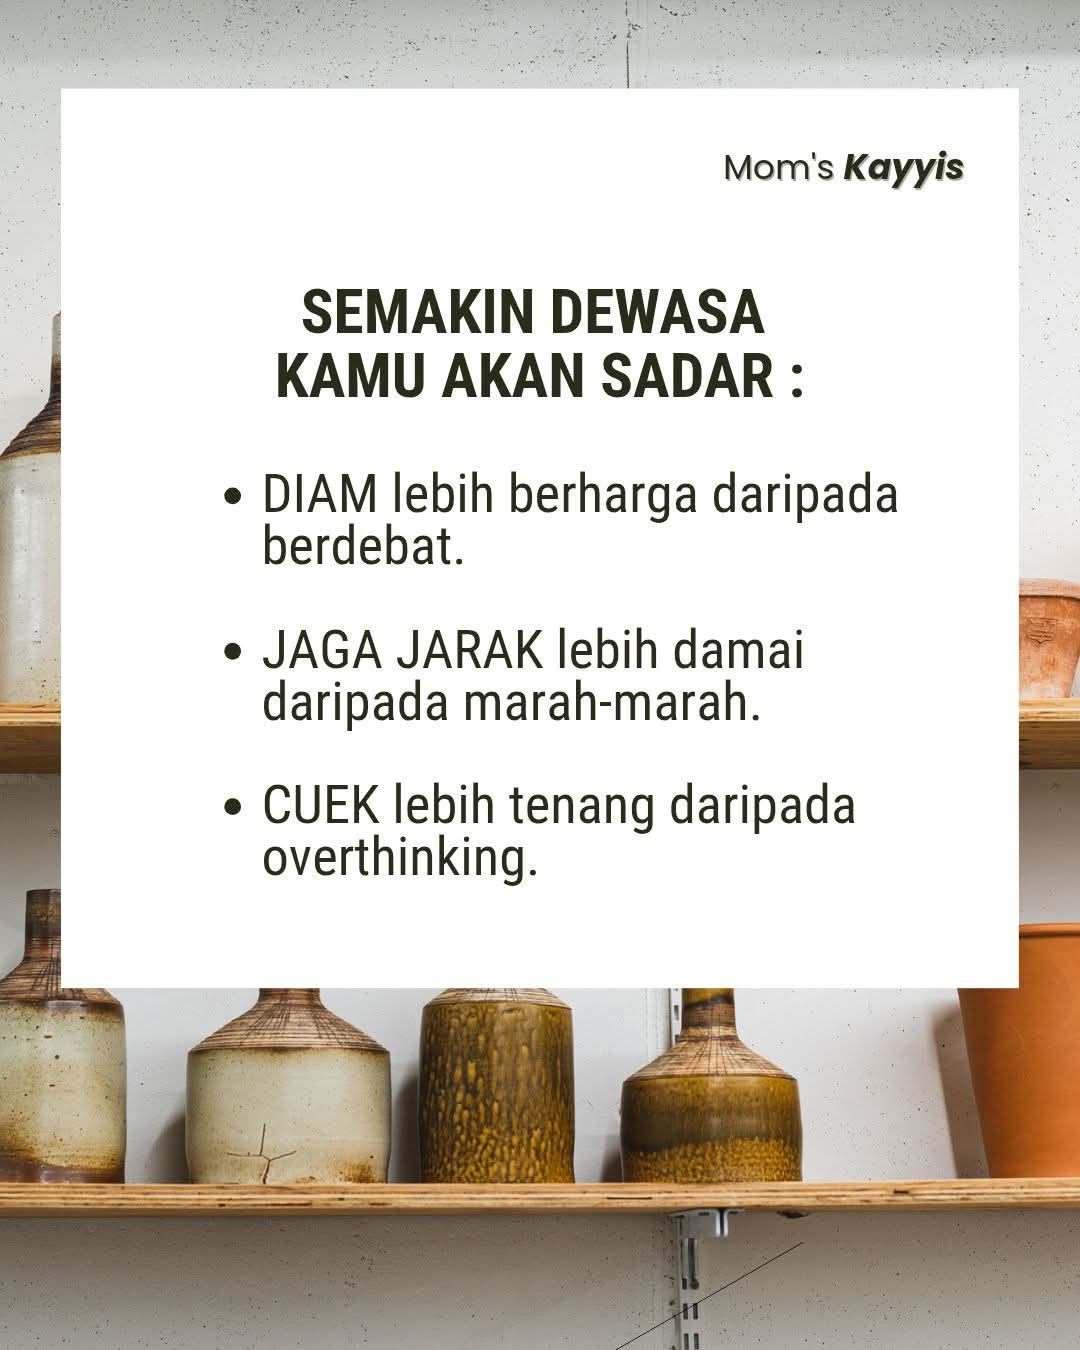 Mom's Kayyis
SEMAKIN DEWASA
KAMU AKAN SADAR :
• DIAM lebih berharga daripada
berdebat.
• JAGA JARAK lebih damai
daripada marah-marah.
• CUEK lebih tenang daripada
overthinking.